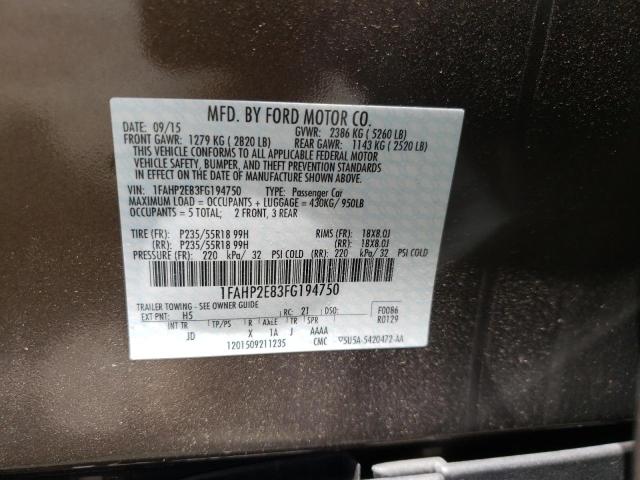 MFD. BY FORD MOTOR CO.
DATE: 09/15 GVWR: 2386 KG ( 5260 LB)
FRONT GAWR: 1279 KG ( 2820 LB) REAR GAWR: 1143 KG ( 2520 LB)
THIS VEHICLE CONFORMS TO ALL APPLICABLE FEDERAL MOTOR
VEHICLE SAFETY, BUMPER, AND THEFT PREVENTION STANDARDS
IN EFFECT ON THE DATE OF MANUFACTURE SHOWN ABOVE.
VIN: 1FAHP2E83FG194750 TYPE: Passenger Car
MAXIMUM LOAD = OCCUPANTS + LUGGAGE = 430KG/ 950LB
OCCUPANTS = 5 TOTAL; 2 FRONT, 3 REAR
TIRE (FR): P235/55R18 99H RIMS (FR): 18X8.0J
(RR): P235/55R18 99H (RR): 18X8.0J
PRESSURE (FR): 220 kPa/ 32 PSI COLD (RR): 220 kPa/ 32 PSI COLD
1FAHP2E83FG194750
TRAILER TOWING - SEE OWNER GUIDE
EXT PNT: H5 RC: 21 DSO: F0086
R0129
INT TR TP/PS R AXLE TR SPR
JD X 1A J AAAA
1201509211235 CMC 5U5A-5420472-AA